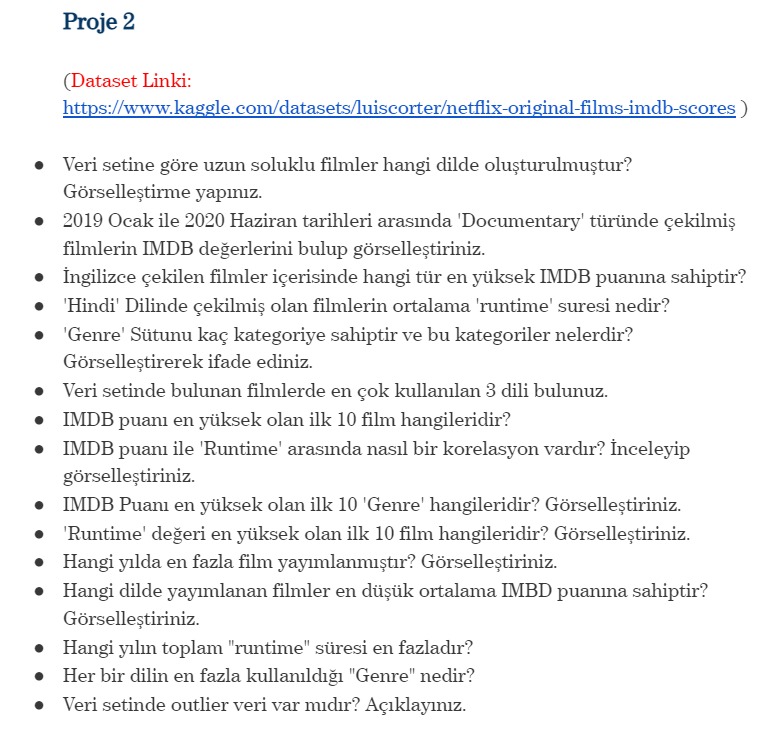 Proje 2
(Dataset Linki:
https://www.kaggle.com/datasets/luiscorter/netflix-original-films-imdb-scores )
● Veri setine göre uzun soluklu filmler hangi dilde oluşturulmuştur?
Görselleştirme yapınız.
● 2019 Ocak ile 2020 Haziran tarihleri arasında 'Documentary' türünde çekilmiş
filmlerin IMDB değerlerini bulup görselleştiriniz.
● İngilizce çekilen filmler içerisinde hangi tür en yüksek IMDB puanına sahiptir?
● 'Hindi' Dilinde çekilmiş olan filmlerin ortalama 'runtime' suresi nedir?
● 'Genre' Sütunu kaç kategoriye sahiptir ve bu kategoriler nelerdir?
Görselleştirerek ifade ediniz.
● Veri setinde bulunan filmlerde en çok kullanılan 3 dili bulunuz.
● IMDB puanı en yüksek olan ilk 10 film hangileridir?
● IMDB puanı ile 'Runtime' arasında nasıl bir korelasyon vardır? İnceleyip
görselleştiriniz.
● IMDB Puanı en yüksek olan ilk 10 'Genre' hangileridir? Görselleştiriniz.
● 'Runtime' değeri en yüksek olan ilk 10 film hangileridir? Görselleştiriniz.
● Hangi yılda en fazla film yayımlanmıştır? Görselleştiriniz.
● Hangi dilde yayımlanan filmler en düşük ortalama IMBD puanına sahiptir?
Görselleştiriniz.
● Hangi yılın toplam "runtime" süresi en fazladır?
● Her bir dilin en fazla kullanıldığı "Genre" nedir?
● Veri setinde outlier veri var mıdır? Açıklayınız.